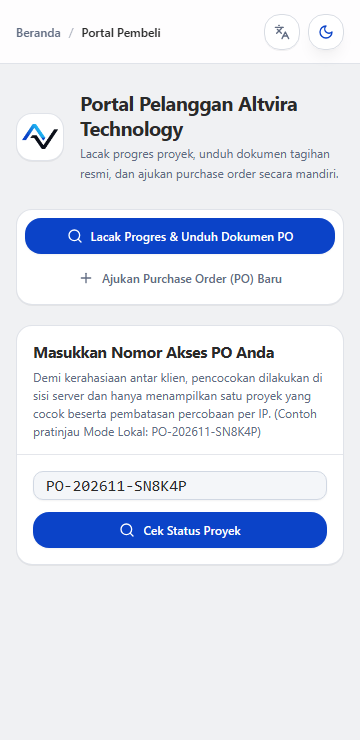 Beranda / Portal Pembeli
Portal Pelanggan Altvira
Technology
Lacak progres proyek, unduh dokumen tagihan
resmi, dan ajukan purchase order secara mandiri.
Lacak Progres & Unduh Dokumen PO
Ajukan Purchase Order (PO) Baru
Masukkan Nomor Akses PO Anda
Demi kerahasiaan antar klien, pencocokan dilakukan di
sisi server dan hanya menampilkan satu proyek yang
cocok beserta pembatasan percobaan per IP. (Contoh
pratinjau Mode Lokal: PO-202611-SN8K4P)
PO-202611-SN8K4P
Cek Status Proyek